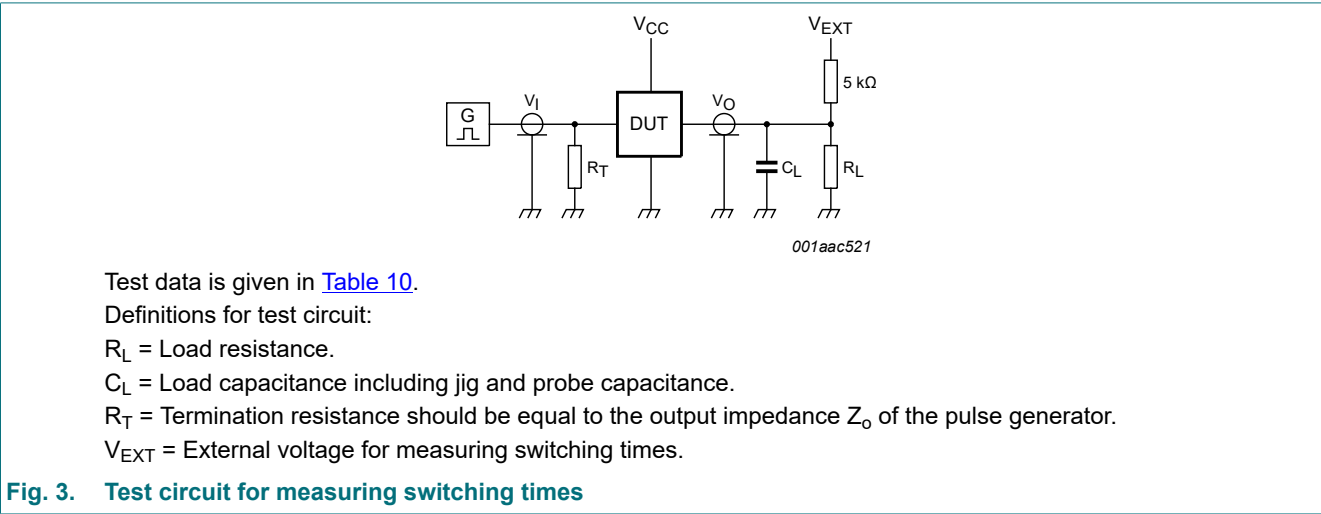 VCC
VEXT
5 kΩ
G
VI
DUT
VO
RT
CL
RL
001aac521
Test data is given in Table 10.
Definitions for test circuit:
RL = Load resistance.
CL = Load capacitance including jig and probe capacitance.
RT = Termination resistance should be equal to the output impedance Zo of the pulse generator.
VEXT = External voltage for measuring switching times.
Fig. 3. Test circuit for measuring switching times